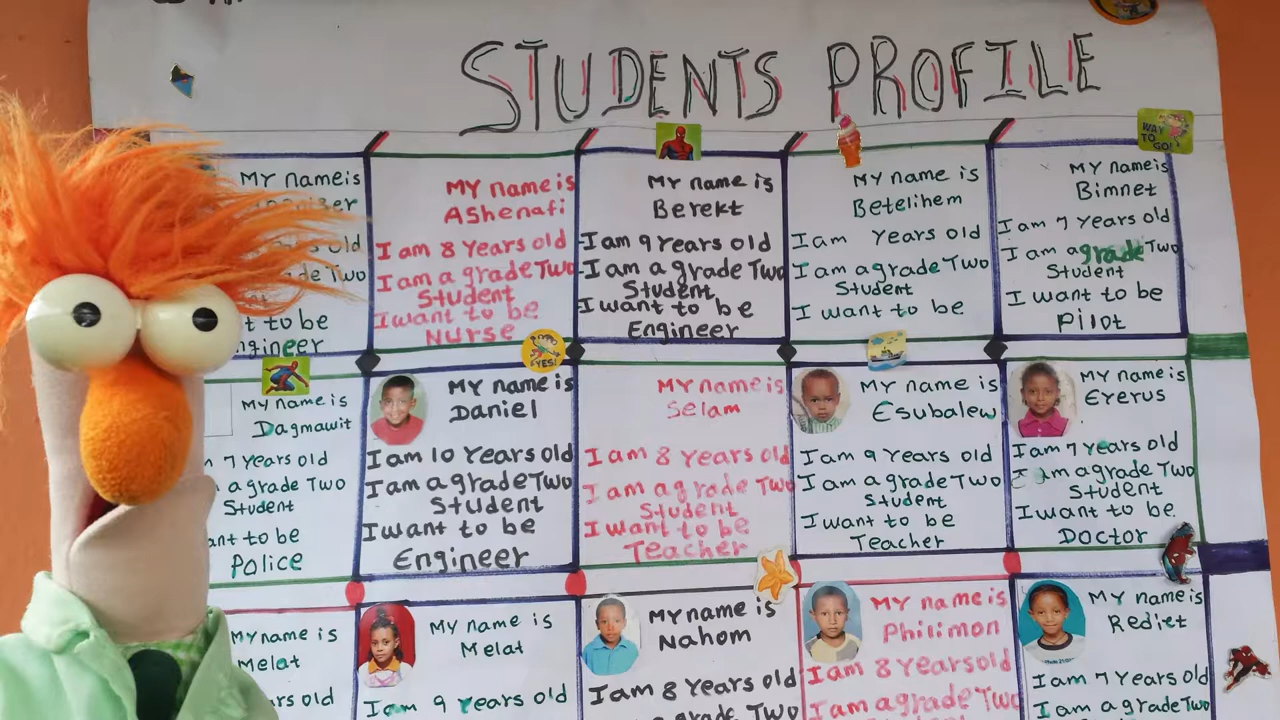 STUDENTS PROFILE
WAY TO GO!
MY name is
old
to be
ngineer
MY name is
Ashenafi
I am 8 Years old
I am a grade Two
Student
I want to be
Nurse
MY name is
Berekt
I am 9 Years old
I am a grade Two
Student
I want to be
Engineer
MY name is
Betelihem
I am Years old
I am a grade Two
Student
I want to be
MY name is
Bimnet
I am 7 Years old
I am a grade Two
Student
I want to be
Pilot
YES!
MY name is
Dagmawit
7 Years old
a grade Two
Student
to be
Police
MY name is
Daniel
I am 10 Years old
I am a grade Two
Student
I want to be
Engineer
MY name is
Selam
I am 8 Years old
I am a grade Two
Student
I want to be
Teacher
MY name is
Esubalew
I am 9 Years old
I am a grade Two
Student
I want to be
Teacher
MY name is
Eyerus
I am 7 Years old
I am a grade Two
Student
I want to be
Doctor
MY name is
Melat
old
MY name is
Melat
I am 9 Years old
MY name is
Nahom
I am 8 Years old
grade Two
MY name is
Philimon
I am 8 Years old
I am a grade Two
MY name is
Rediet
I am 7 Years old
I am a grade Two